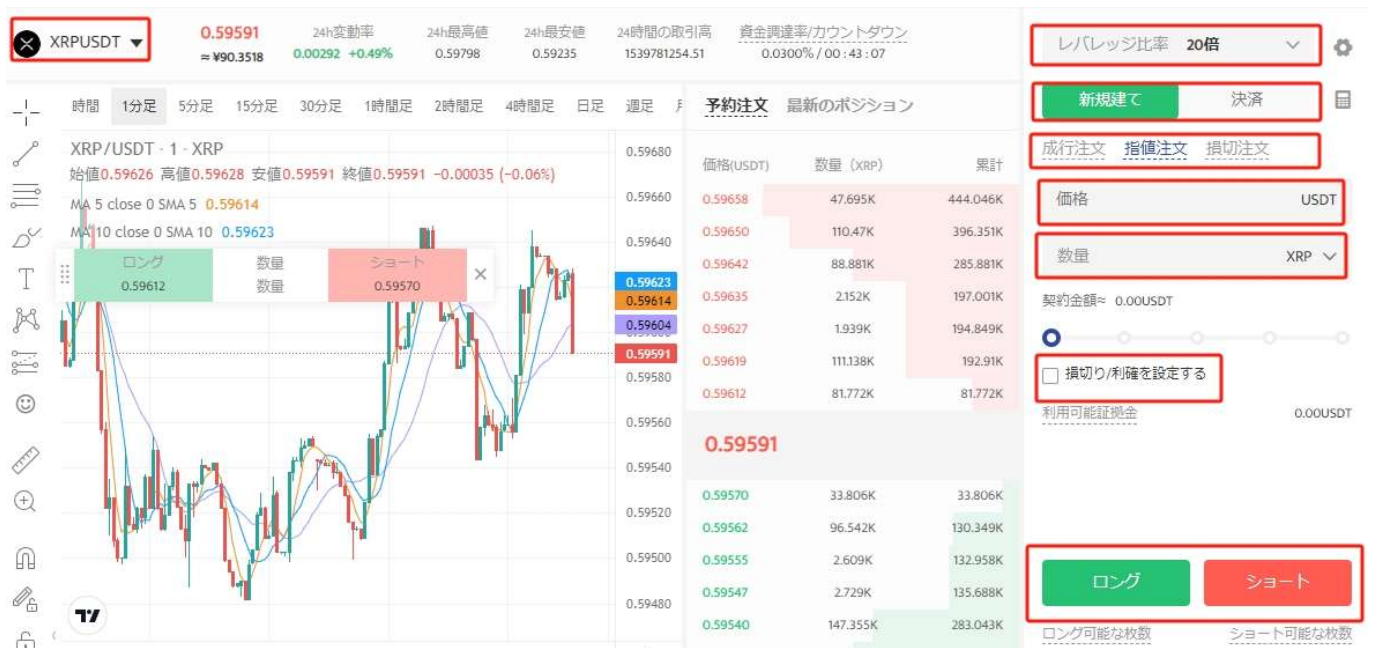 XRPUSDT
0.59591
≈ ¥90.3518
24h変動率
0.00292 +0.49%
24h最高値
0.59798
24h最安値
0.59235
24時間の取引高
1539781254.51
資金調達率/カウントダウン
0.0300% / 00 : 43 : 07
レバレッジ比率 20倍
時間 1分足 5分足 15分足 30分足 1時間足 2時間足 4時間足 日足 週足
XRP/USDT · 1 · XRP
始値0.59626 高値0.59628 安値0.59591 終値0.59591 −0.00035 (−0.06%)
MA 5 close 0 SMA 5 0.59614
MA 10 close 0 SMA 10 0.59623
ロング 数量 ショート
0.59612 数量 0.59570
0.59680
0.59660
0.59640
0.59623
0.59614
0.59604
0.59591
0.59580
0.59560
0.59540
0.59520
0.59500
0.59480
予約注文 最新のポジション
価格(USDT) 数量 (XRP) 累計
0.59658 47.695K 444.046K
0.59650 110.47K 396.351K
0.59642 88.881K 285.881K
0.59635 2.152K 197.001K
0.59627 1.939K 194.849K
0.59619 111.138K 192.91K
0.59612 81.772K 81.772K
0.59591
0.59570 33.806K 33.806K
0.59562 96.542K 130.349K
0.59555 2.609K 132.958K
0.59547 2.729K 135.688K
0.59540 147.355K 283.043K
新規建て 決済
成行注文 指値注文 損切注文
価格 USDT
数量 XRP
契約金額≈ 0.00USDT
損切り/利確を設定する
利用可能証拠金 0.00USDT
ロング ショート
ロング可能な枚数 ショート可能な枚数